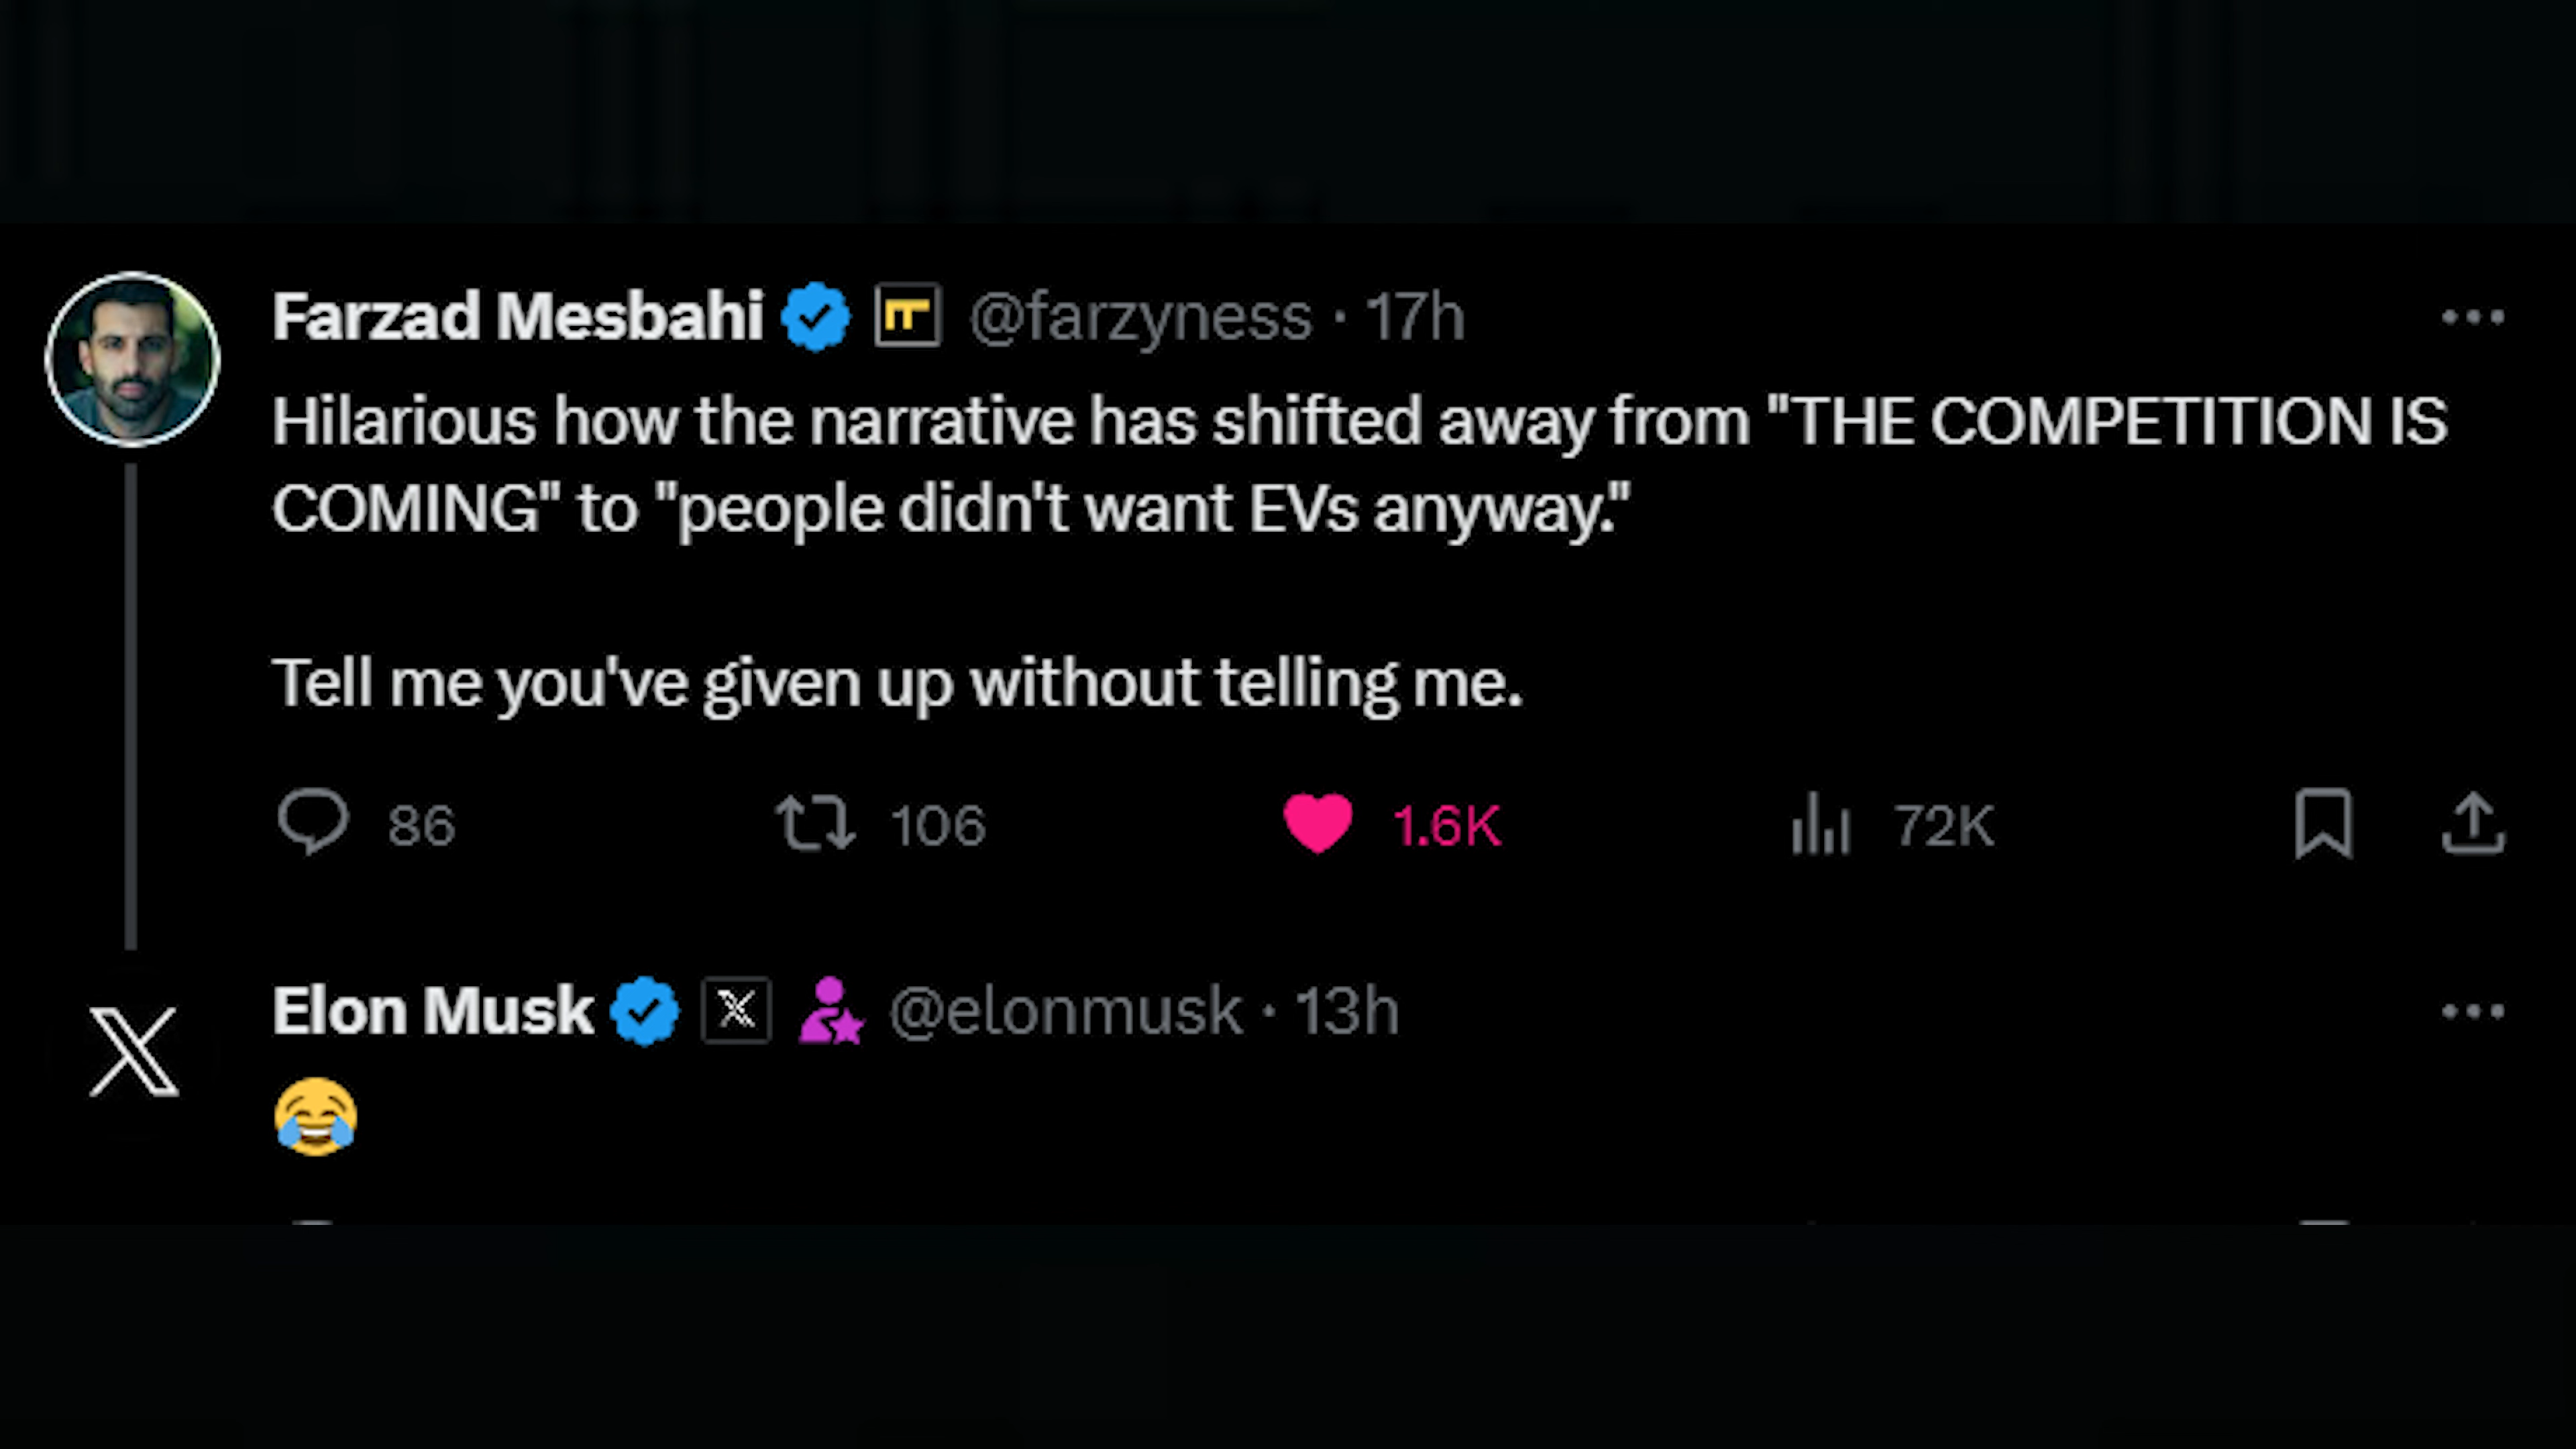 Farzad Mesbahi @farzyness · 17h
Hilarious how the narrative has shifted away from "THE COMPETITION IS
COMING" to "people didn't want EVs anyway."
Tell me you've given up without telling me.
86 106 1.6K 72K
Elon Musk @elonmusk · 13h